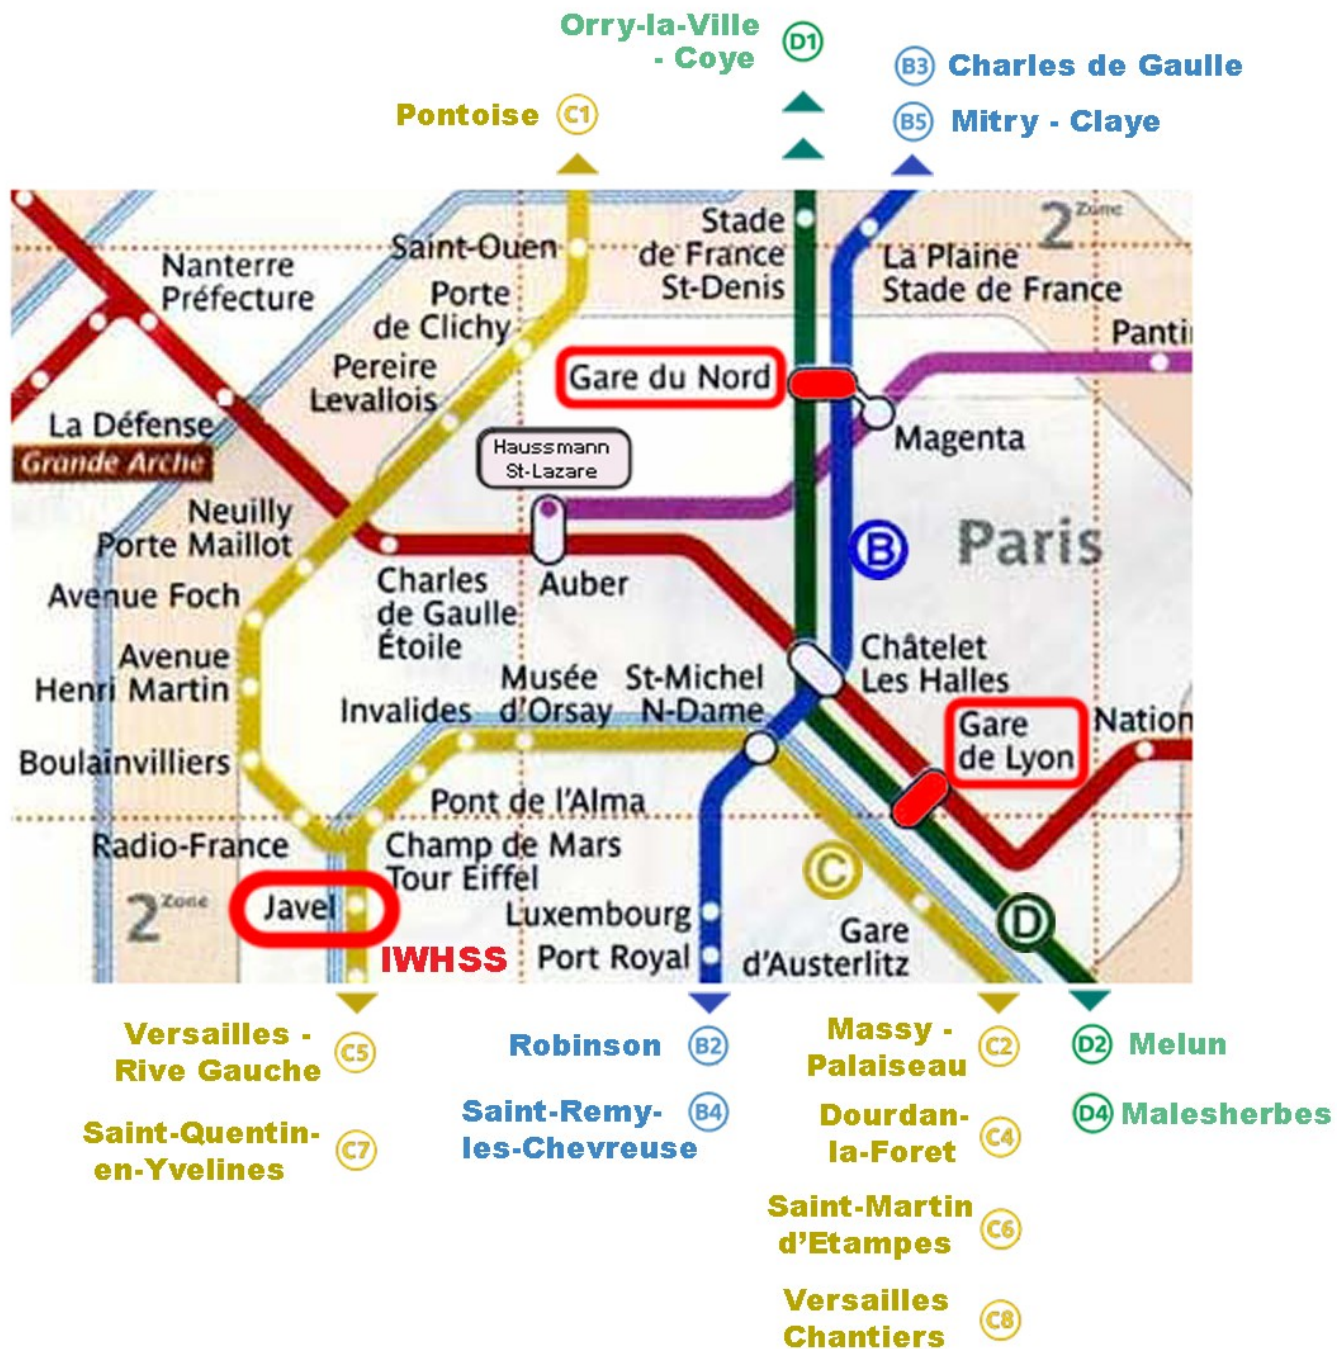 Orry-la-Ville
- Coye
D1
B3 Charles de Gaulle
Pontoise C1
B5 Mitry - Claye
Stade
de France
St-Denis
2 Zone
Saint-Ouen
La Plaine
Stade de France
Nanterre
Préfecture
Porte
de Clichy
Pereire
Levallois
Gare du Nord
Panti
La Défense
Grande Arche
Haussmann
St-Lazare
Magenta
Neuilly
Porte Maillot
B
Paris
Avenue Foch
Charles
de Gaulle
Étoile
Auber
Avenue
Henri Martin
Châtelet
Les Halles
Invalides
Musée
d'Orsay
St-Michel
N-Dame
Gare
de Lyon
Nation
Boulainvilliers
Pont de l'Alma
Radio-France
Champ de Mars
Tour Eiffel
C
2 Zone
Javel
IWHSS
Luxembourg
Port Royal
Gare
d'Austerlitz
D
Versailles -
Rive Gauche
C5
Saint-Quentin-
en-Yvelines
C7
Robinson B2
Saint-Remy-
les-Chevreuse
B4
Massy -
Palaiseau
C2
Dourdan-
la-Foret
C4
Saint-Martin
d'Etampes
C6
Versailles
Chantiers
C8
D2 Melun
D4 Malesherbes